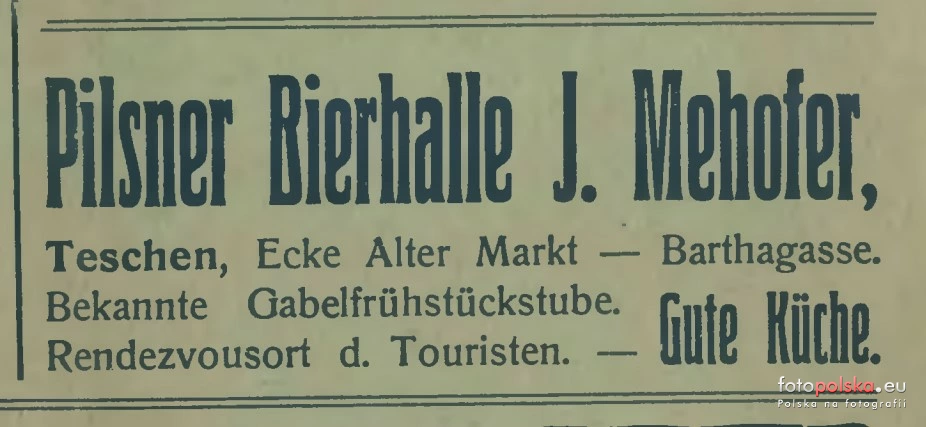 Pilsner Bierhalle J. Mehofer,
Teschen, Ecke Alter Markt — Barthagasse.
Bekannte Gabelfrühstückstube.
Rendezvousort d. Touristen. — Gute Küche.
fotopolska.eu
Polska na fotografii